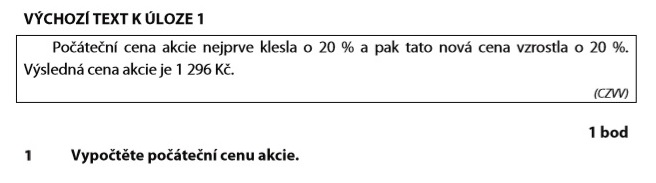 VÝCHOZÍ TEXT K ÚLOZE 1
Počáteční cena akcie nejprve klesla o 20 % a pak tato nová cena vzrostla o 20 %.
Výsledná cena akcie je 1 296 Kč.
(CZVV)
1 bod
1 Vypočtěte počáteční cenu akcie.